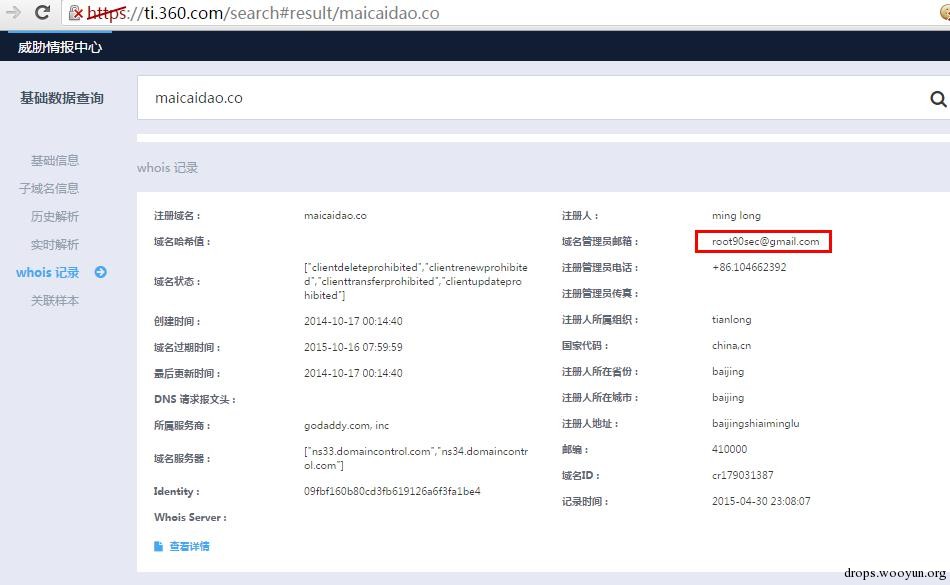 https://ti.360.com/search#result/maicaidao.co
威胁情报中心
基础数据查询
maicaidao.co
基础信息
子域名信息
历史解析
实时解析
whois 记录
关联样本
whois 记录
注册域名： maicaidao.co
域名哈希值：
域名状态： ["clientdeleteprohibited","clientrenewprohibite
d","clienttransferprohibited","clientupdatepro
hibited"]
创建时间： 2014-10-17 00:14:40
域名过期时间： 2015-10-16 07:59:59
最后更新时间： 2014-10-17 00:14:40
DNS 请求报文头：
所属服务商： godaddy.com, inc
域名服务器： ["ns33.domaincontrol.com","ns34.domaincontr
ol.com"]
Identity： 09fbf160b80cd3fb619126a6f3fa1be4
Whois Server：
查看详情
注册人： ming long
域名管理员邮箱： root90sec@gmail.com
注册管理员电话： +86.104662392
注册管理员传真：
注册人所属组织： tianlong
国家代码： china,cn
注册人所在省份： baijing
注册人所在城市： baijing
注册人地址： baijingshiaiminglu
邮编： 410000
域名ID： cr179031387
记录时间： 2015-04-30 23:08:07
drops.wooyun.org